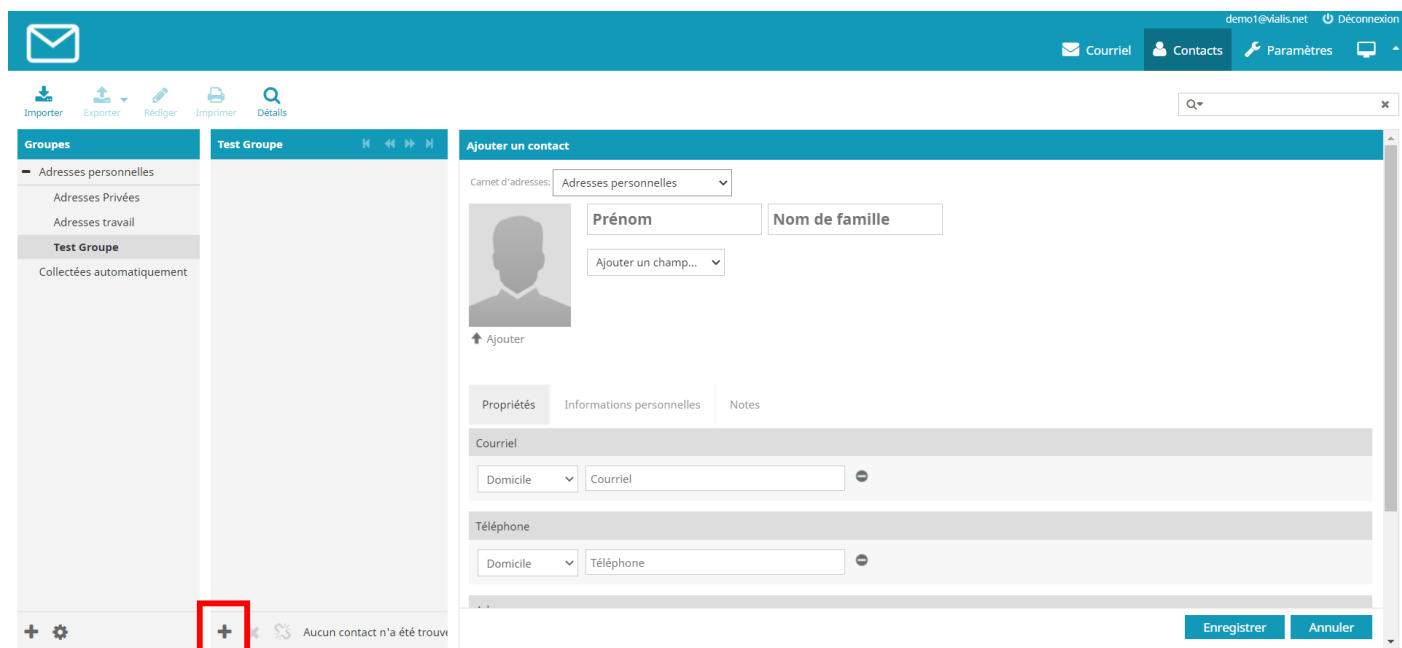 demo1@vialis.net Déconnexion
Courriel Contacts Paramètres
Importer Exporter Rédiger Imprimer Détails
Groupes
Adresses personnelles
Adresses Privées
Adresses travail
Test Groupe
Collectées automatiquement
Test Groupe
Aucun contact n'a été trouvé
Ajouter un contact
Carnet d'adresses: Adresses personnelles
Prénom Nom de famille
Ajouter un champ...
Ajouter
Propriétés Informations personnelles Notes
Courriel
Domicile Courriel
Téléphone
Domicile Téléphone
Enregistrer Annuler